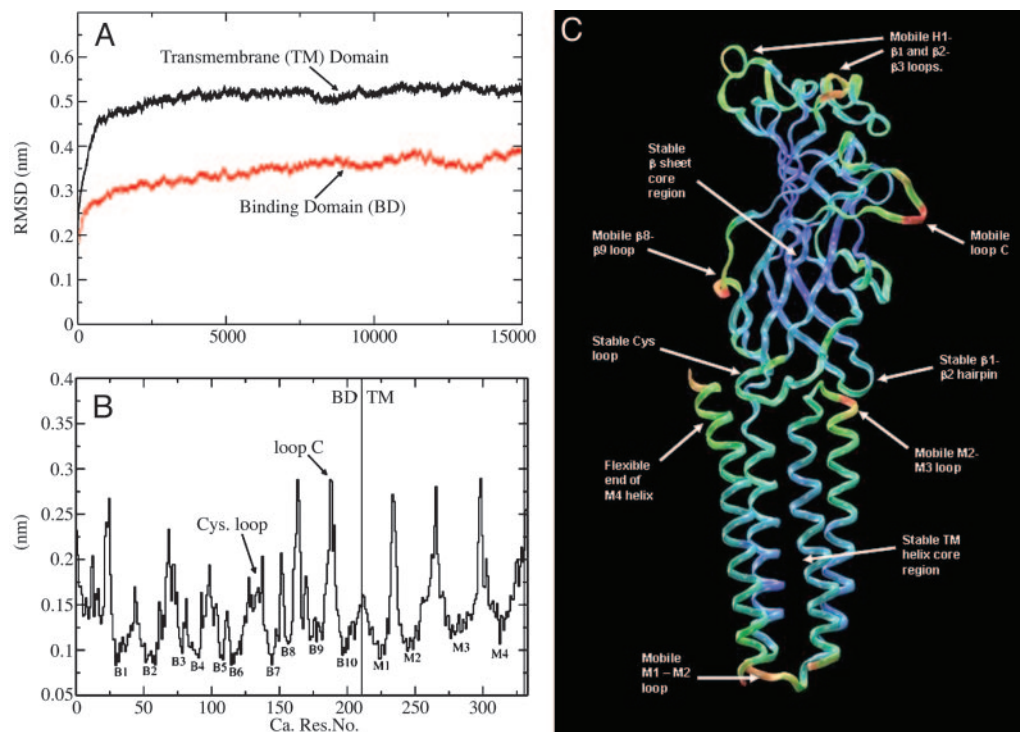 A
0.6
0.5
0.4
0.3
0.2
0.1
0
RMSD (nm)
Transmembrane (TM) Domain
Binding Domain (BD)
0
5000
10000
15000
B
0.4
0.35
0.3
0.25
0.2
0.15
0.1
0.05
(nm)
BD TM
loop C
Cys. loop
B1
B2
B3
B4
B5
B6
B7
B8
B9
B10
M1
M2
M3
M4
0
50
100
150
200
250
300
Ca. Res.No.
C
Mobile H1-
β1 and β2-
β3 loops.
Stable
β sheet
core
region
Mobile β8-
β9 loop
Mobile
loop C
Stable Cys
loop
Stable β1-
β2 hairpin
Flexible
end of
M4 helix
Mobile M2-
M3 loop
Stable TM
helix core
region
Mobile
M1 – M2
loop